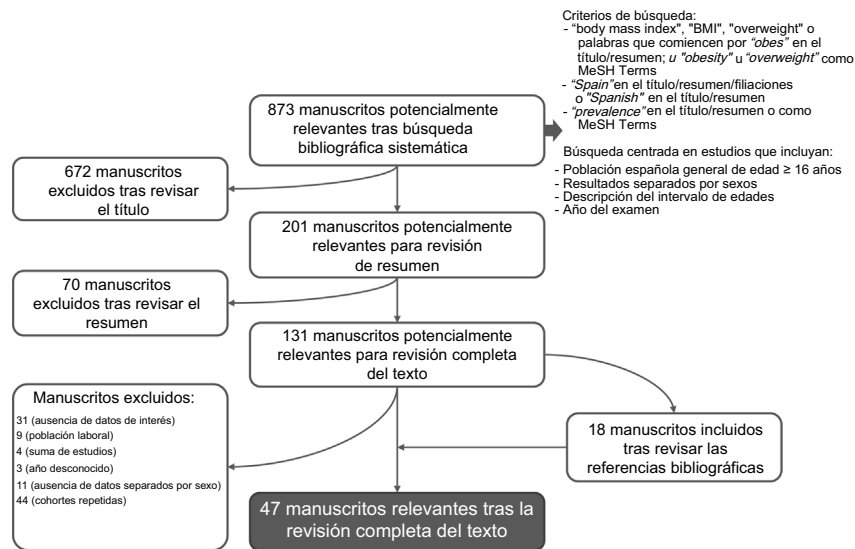 Criterios de búsqueda:
- “body mass index", "BMI", "overweight" o
palabras que comiencen por “obes" en el
título/resumen; u "obesity" u “overweight” como
MeSH Terms
- “Spain” en el título/resumen/filiaciones
o "Spanish" en el título/resumen
- “prevalence” en el título/resumen o como
MeSH Terms
Búsqueda centrada en estudios que incluyan:
- Población española general de edad ≥ 16 años
- Resultados separados por sexos
- Descripción del intervalo de edades
- Año del examen
873 manuscritos potencialmente
relevantes tras búsqueda
bibliográfica sistemática
672 manuscritos
excluidos tras revisar
el título
201 manuscritos potencialmente
relevantes para revisión
de resumen
70 manuscritos
excluidos tras revisar el
resumen
131 manuscritos potencialmente
relevantes para revisión completa
del texto
Manuscritos excluidos:
31 (ausencia de datos de interés)
9 (población laboral)
4 (suma de estudios)
3 (año desconocido)
11 (ausencia de datos separados por sexo)
44 (cohortes repetidas)
18 manuscritos incluidos
tras revisar las
referencias bibliográficas
47 manuscritos relevantes tras la
revisión completa del texto